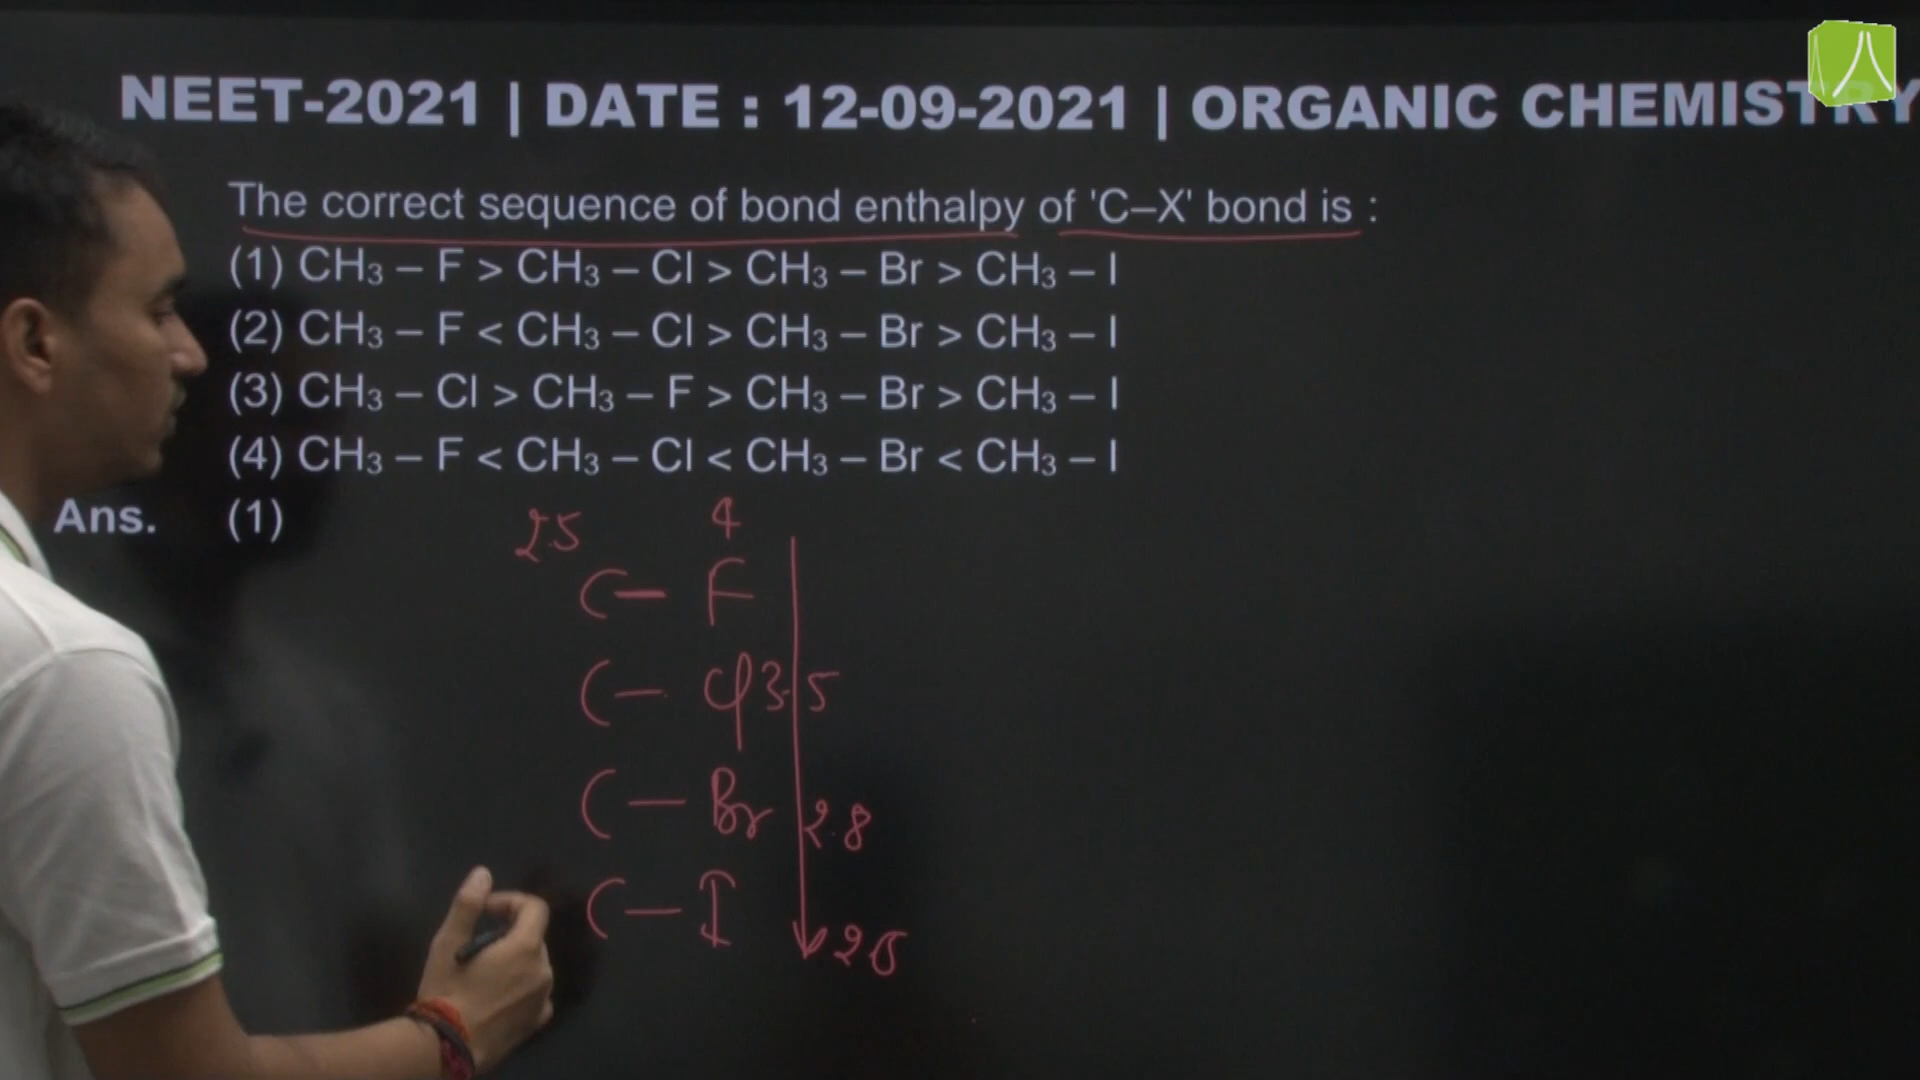 NEET-2021 | DATE : 12-09-2021 | ORGANIC CHEMISTRY
The correct sequence of bond enthalpy of 'C–X' bond is :
(1) CH₃ – F > CH₃ – Cl > CH₃ – Br > CH₃ – I
(2) CH₃ – F < CH₃ – Cl > CH₃ – Br > CH₃ – I
(3) CH₃ – Cl > CH₃ – F > CH₃ – Br > CH₃ – I
(4) CH₃ – F < CH₃ – Cl < CH₃ – Br < CH₃ – I
Ans. (1)
2.5 4
C – F
C – Cl 3.5
C – Br 2.8
C – I 2.5